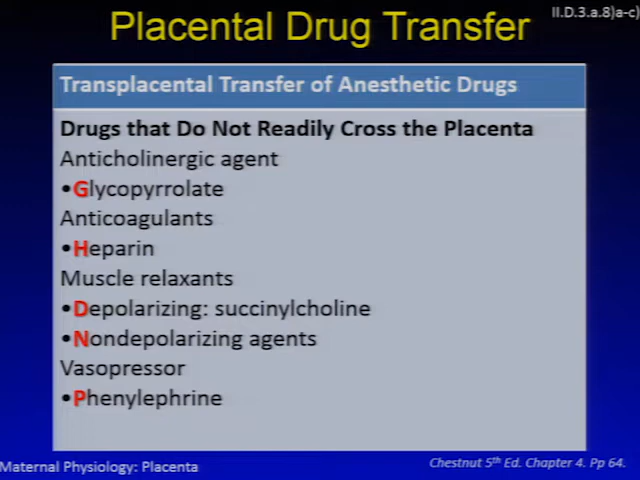 II.D.3.a.8)a-c)
Placental Drug Transfer
Transplacental Transfer of Anesthetic Drugs
Drugs that Do Not Readily Cross the Placenta
Anticholinergic agent
•Glycopyrrolate
Anticoagulants
•Heparin
Muscle relaxants
•Depolarizing: succinylcholine
•Nondepolarizing agents
Vasopressor
•Phenylephrine
Maternal Physiology: Placenta
Chestnut 5th Ed. Chapter 4. Pp 64.